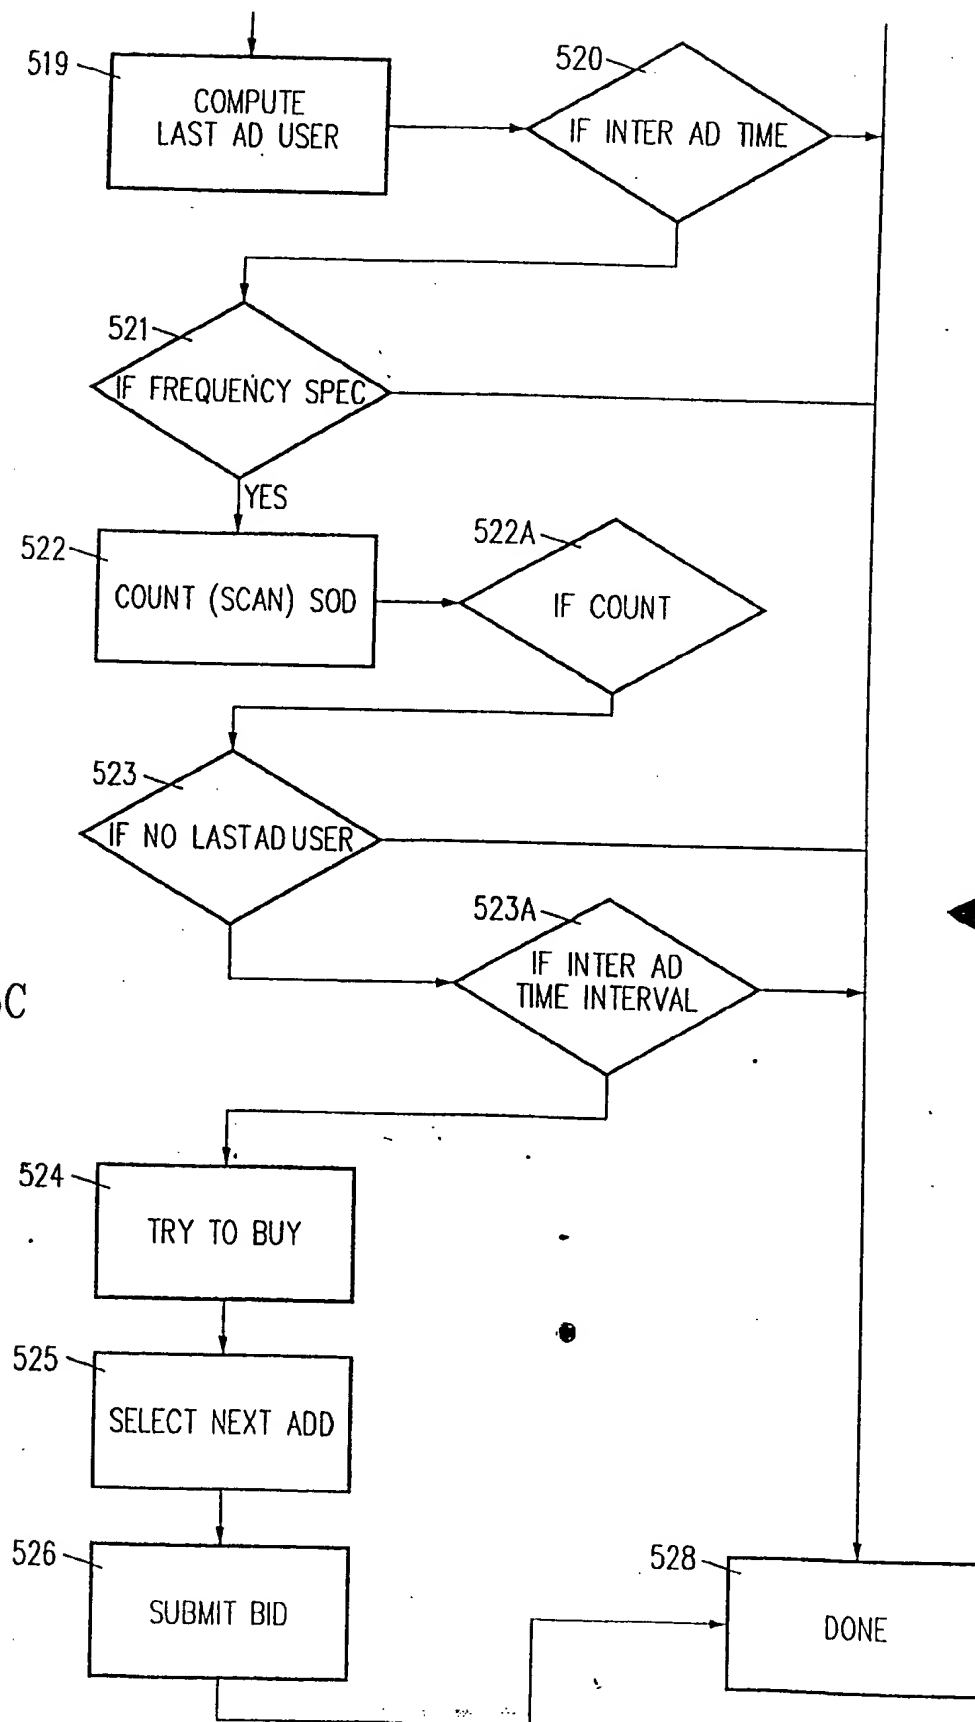 519
COMPUTE
LAST AD USER
520
IF INTER AD TIME
521
IF FREQUENCY SPEC
YES
522
COUNT (SCAN) SOD
522A
IF COUNT
523
IF NO LAST AD USER
523A
IF INTER AD
TIME INTERVAL
524
TRY TO BUY
525
SELECT NEXT ADD
526
SUBMIT BID
528
DONE